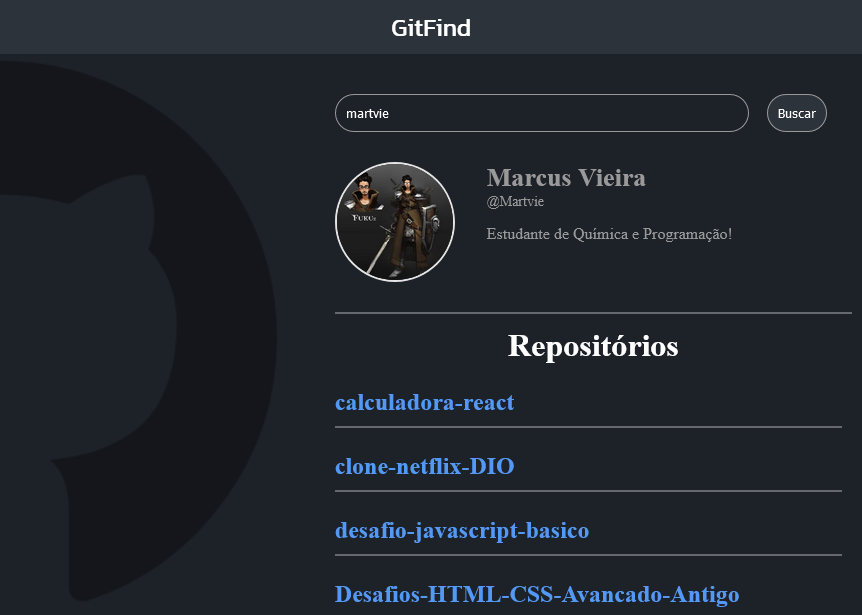 GitFind
martvie
Buscar
Marcus Vieira
@Martvie
Fuku
Estudante de Química e Programação!
Repositórios
calculadora-react
clone-netflix-DIO
desafio-javascript-basico
Desafios-HTML-CSS-Avancado-Antigo